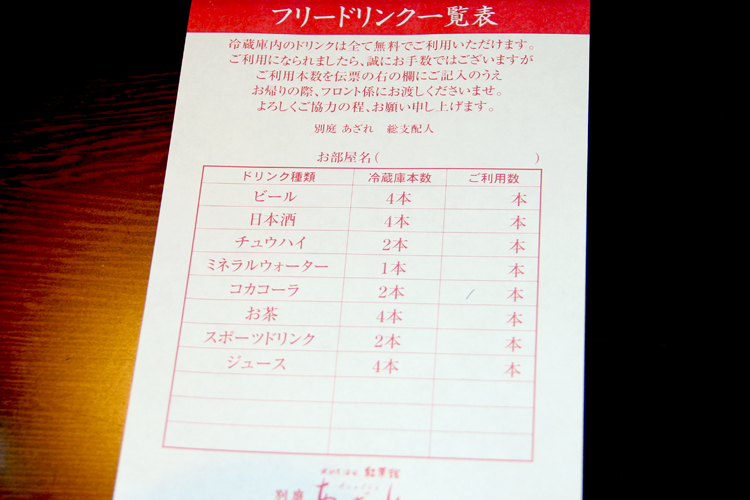 フリードリンク一覧表
冷蔵庫内のドリンクは全て無料でご利用いただけます。
ご利用になられましたら、誠にお手数ではございますが
ご利用本数を伝票の右の欄にご記入のうえ
お帰りの際、フロント係にお渡しくださいませ。
よろしくご協力の程、お願い申し上げます。
別庭 あざれ 総支配人
お部屋名( )
ドリンク種類 冷蔵庫本数 ご利用数
ビール 4本 本
日本酒 4本 本
チュウハイ 2本 本
ミネラルウォーター 1本 本
コカコーラ 2本 / 本
お茶 4本 本
スポーツドリンク 2本 本
ジュース 4本 本
別庭